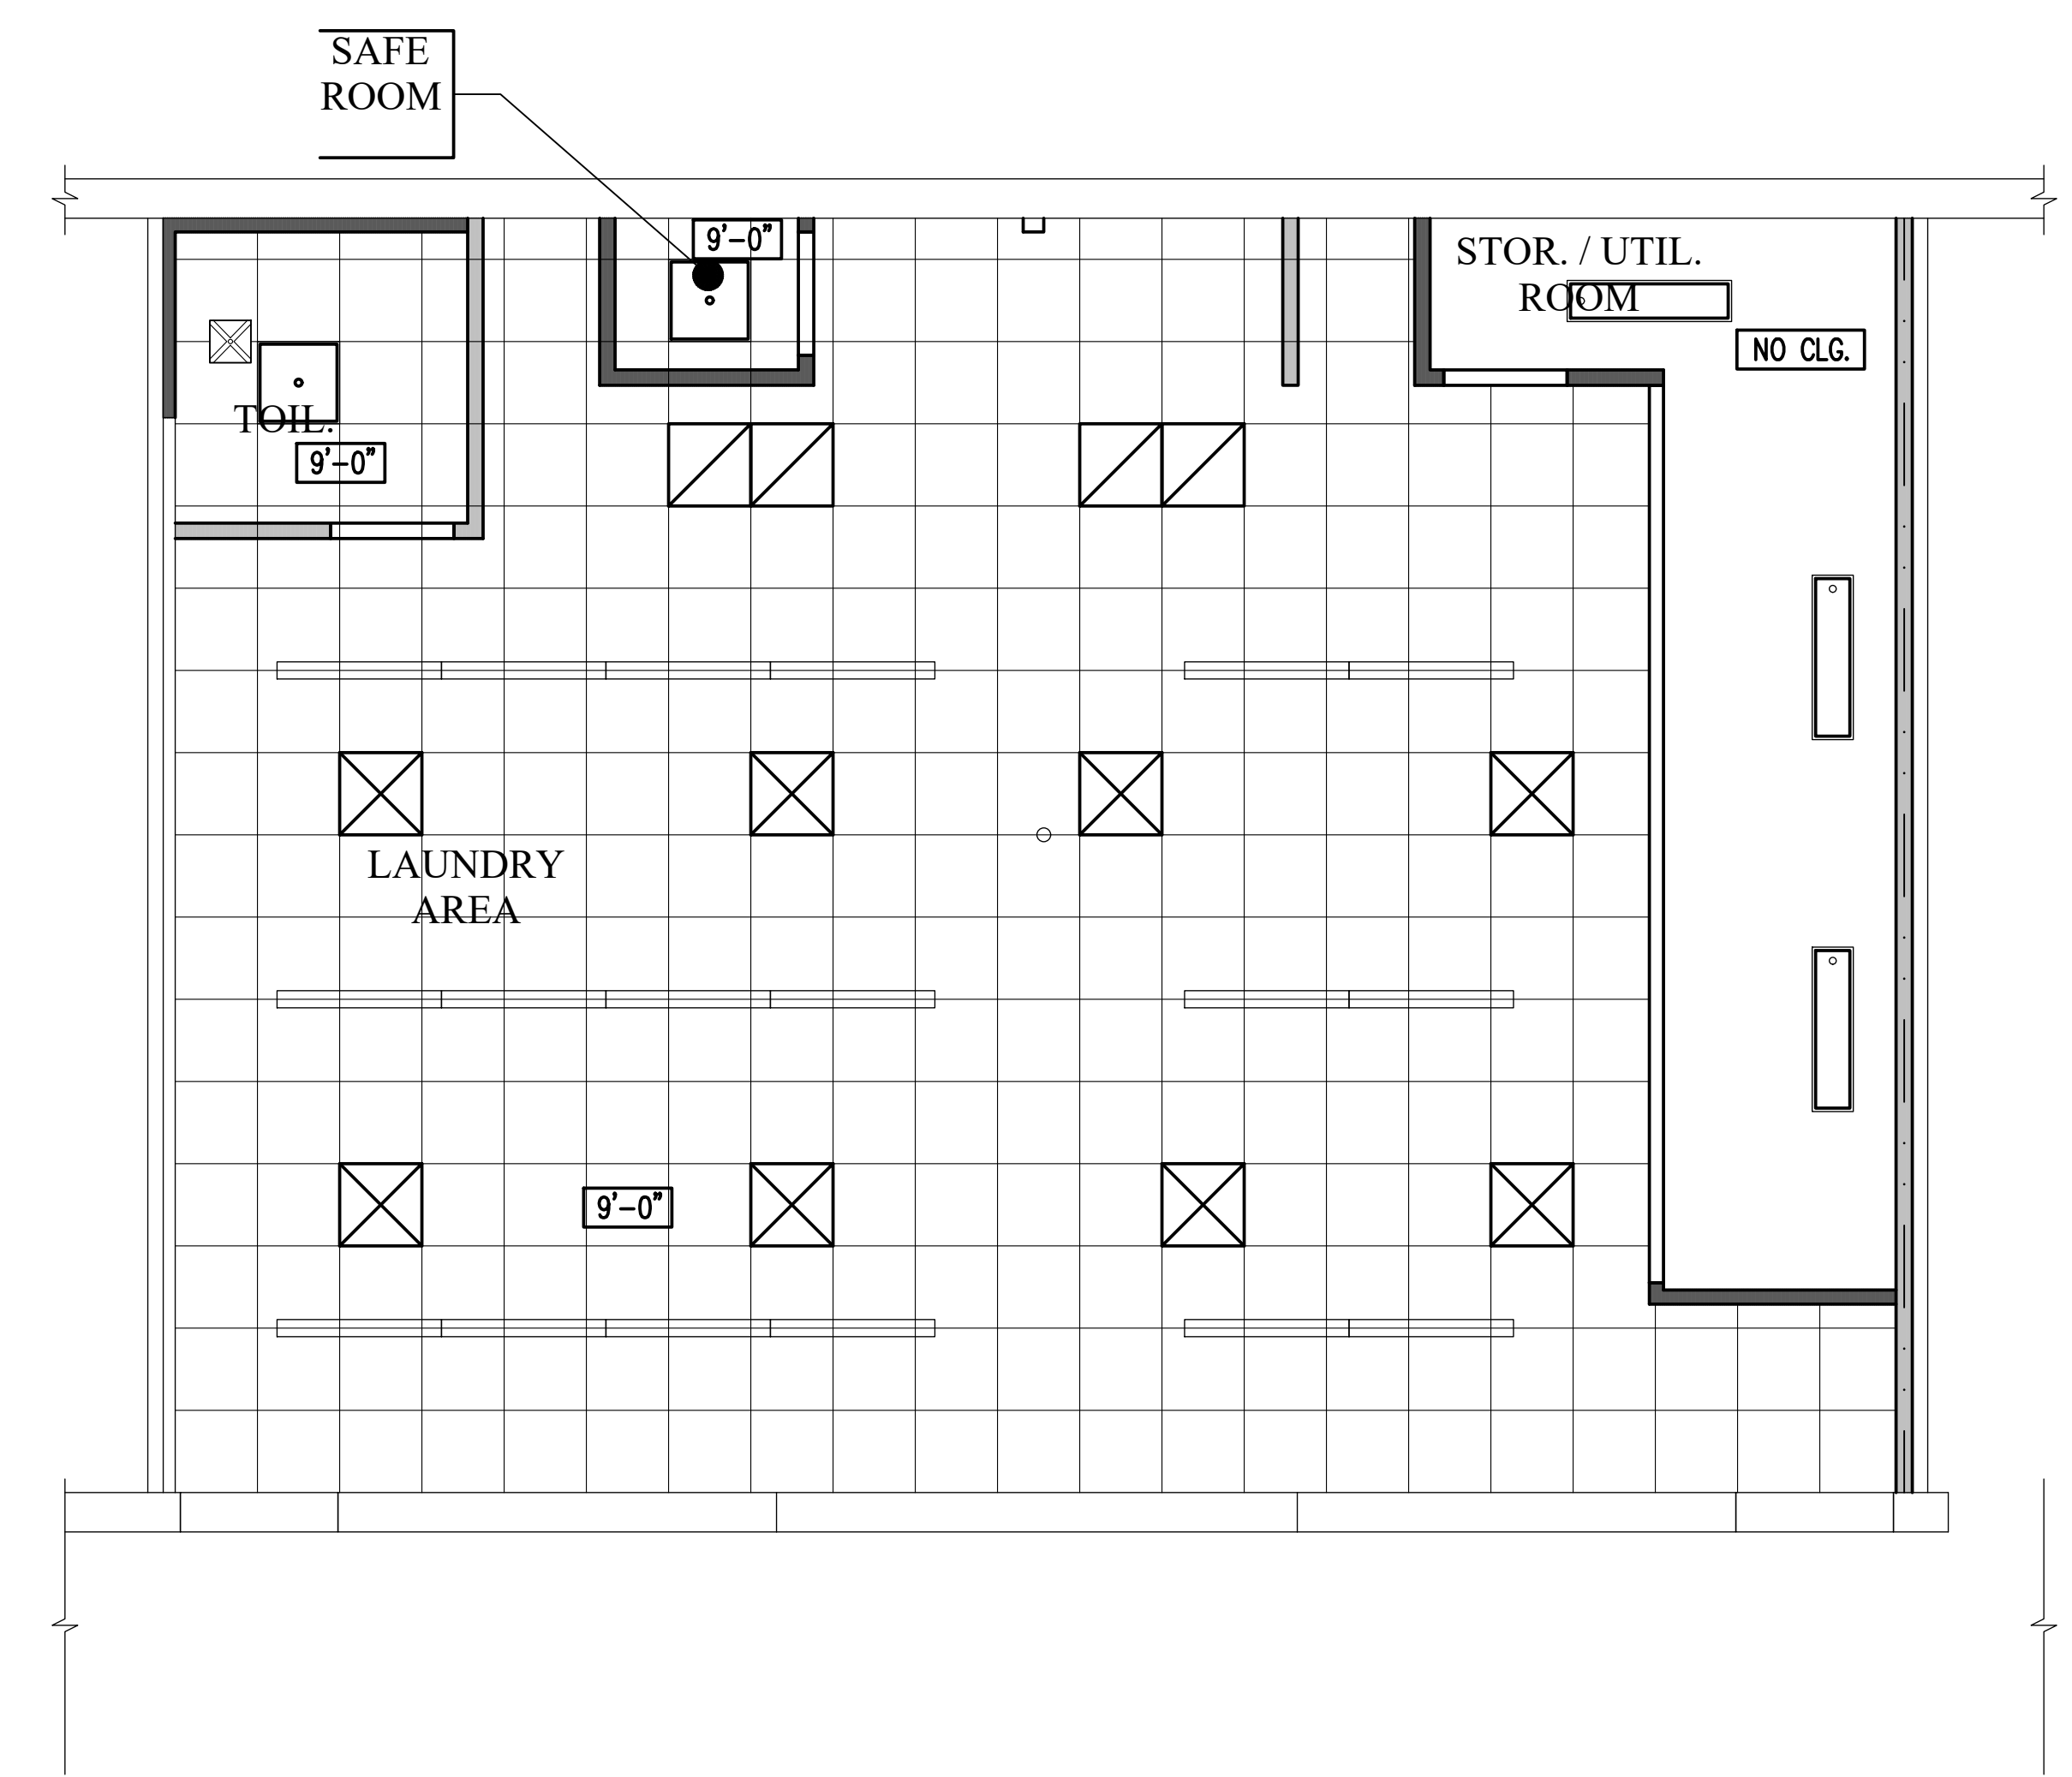 SAFE
ROOM
9'-0"
STOR. / UTIL.
ROOM
NO CLG.
TOIL.
9'-0"
LAUNDRY
AREA
9'-0"